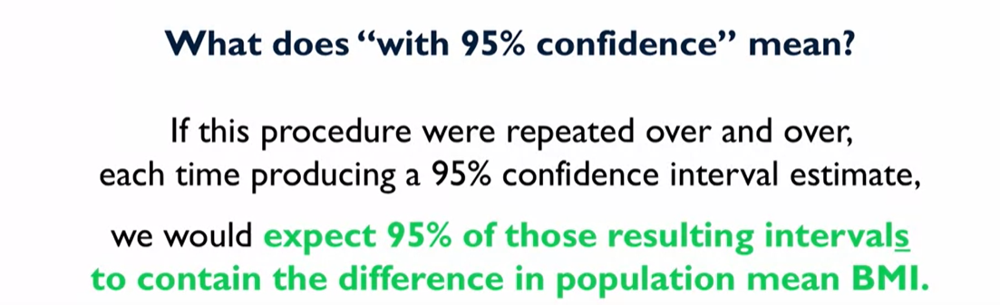 What does “with 95% confidence” mean?
If this procedure were repeated over and over,
each time producing a 95% confidence interval estimate,
we would expect 95% of those resulting intervals
to contain the difference in population mean BMI.